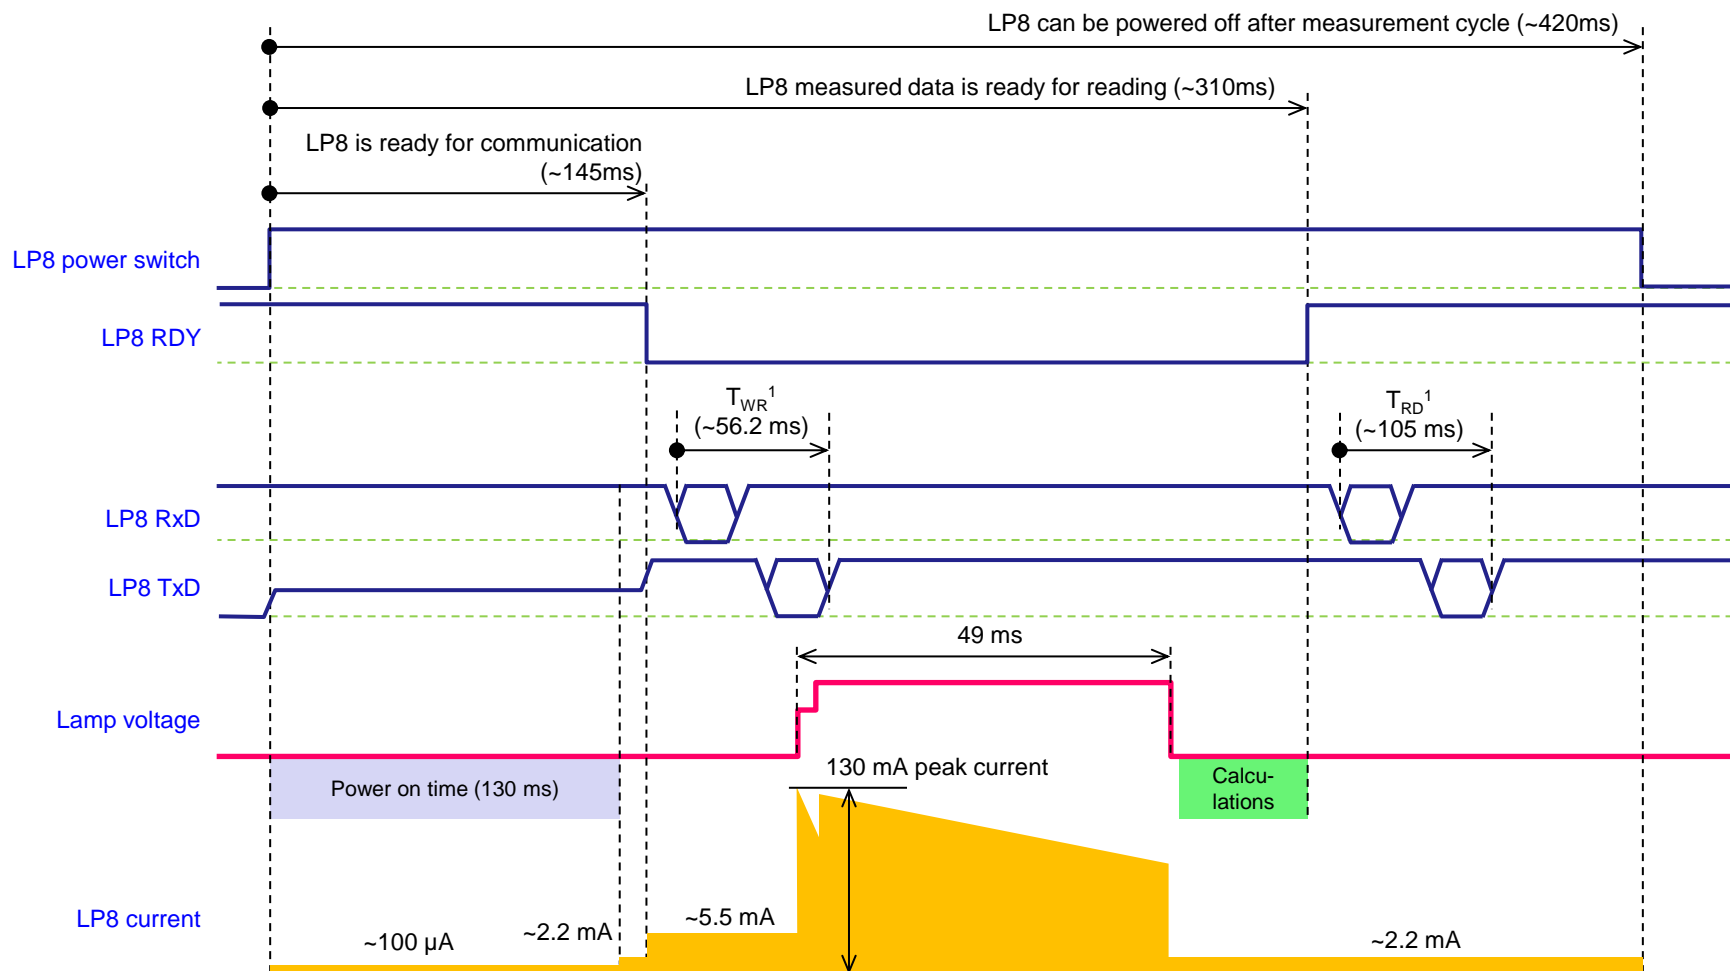 LP8 can be powered off after measurement cycle (~420ms)
LP8 measured data is ready for reading (~310ms)
LP8 is ready for communication
(~145ms)
LP8 power switch
LP8 RDY
TWR1
(~56.2 ms)
TRD1
(~105 ms)
LP8 RxD
LP8 TxD
49 ms
Lamp voltage
130 mA peak current
Power on time (130 ms)
Calcu-
lations
LP8 current
~100 µA
~2.2 mA
~5.5 mA
~2.2 mA